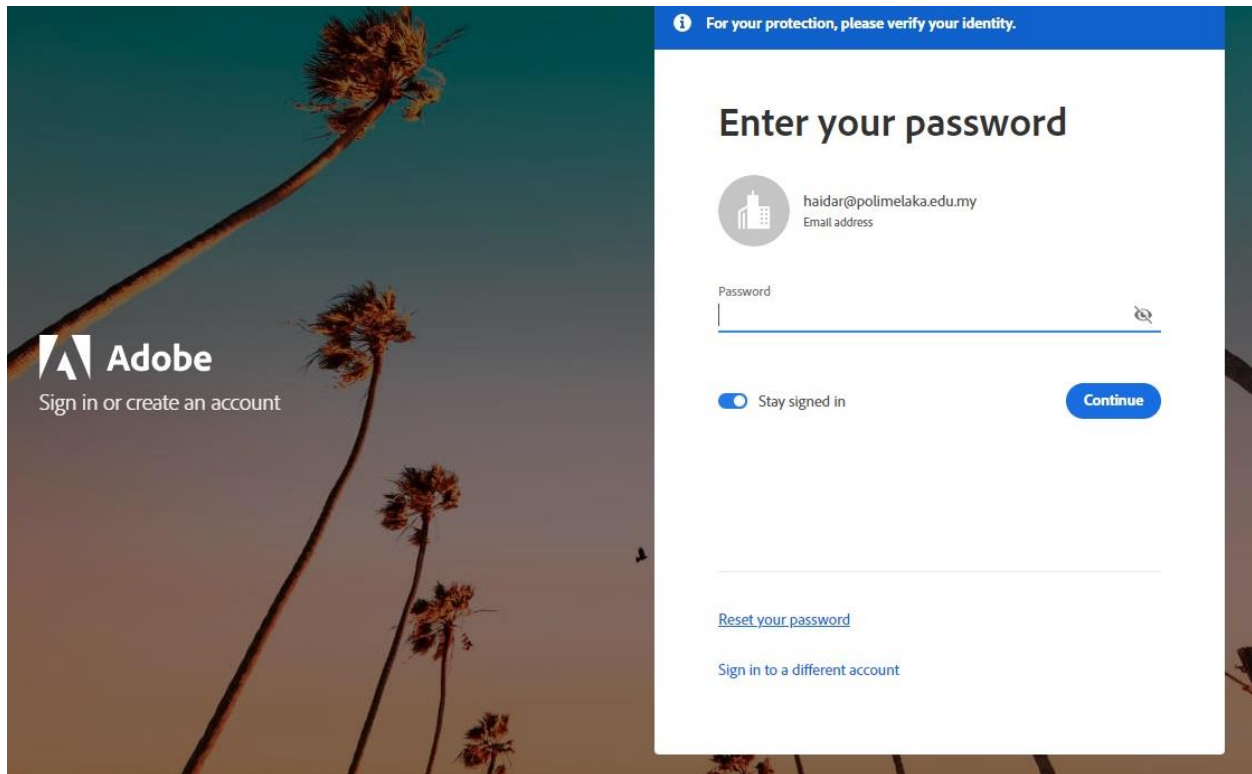 For your protection, please verify your identity.
Enter your password
haidar@polimelaka.edu.my
Email address
Password
Adobe
Sign in or create an account
Stay signed in
Continue
Reset your password
Sign in to a different account